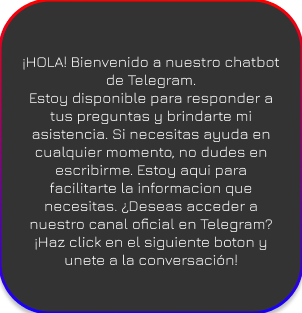 ¡HOLA! Bienvenido a nuestro chatbot
de Telegram.
Estoy disponible para responder a
tus preguntas y brindarte mi
asistencia. Si necesitas ayuda en
cualquier momento, no dudes en
escribirme. Estoy aqui para
facilitarte la informacion que
necesitas. ¿Deseas acceder a
nuestro canal oficial en Telegram?
¡Haz click en el siguiente boton y
unete a la conversación!